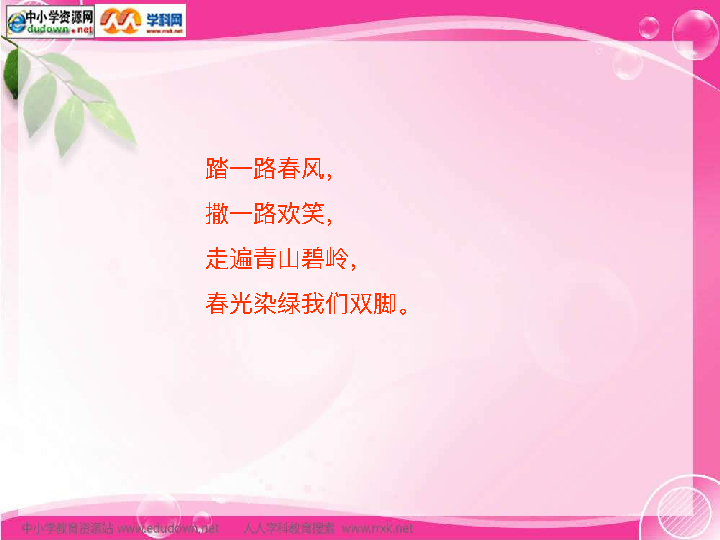 中小学资源网
edudown.net
学科网
www.rrxk.net
踏一路春风，
撒一路欢笑，
走遍青山碧岭，
春光染绿我们双脚。
中小学教育资源站 www.edudown.net 人人学科教育搜索 www.rrxk.net